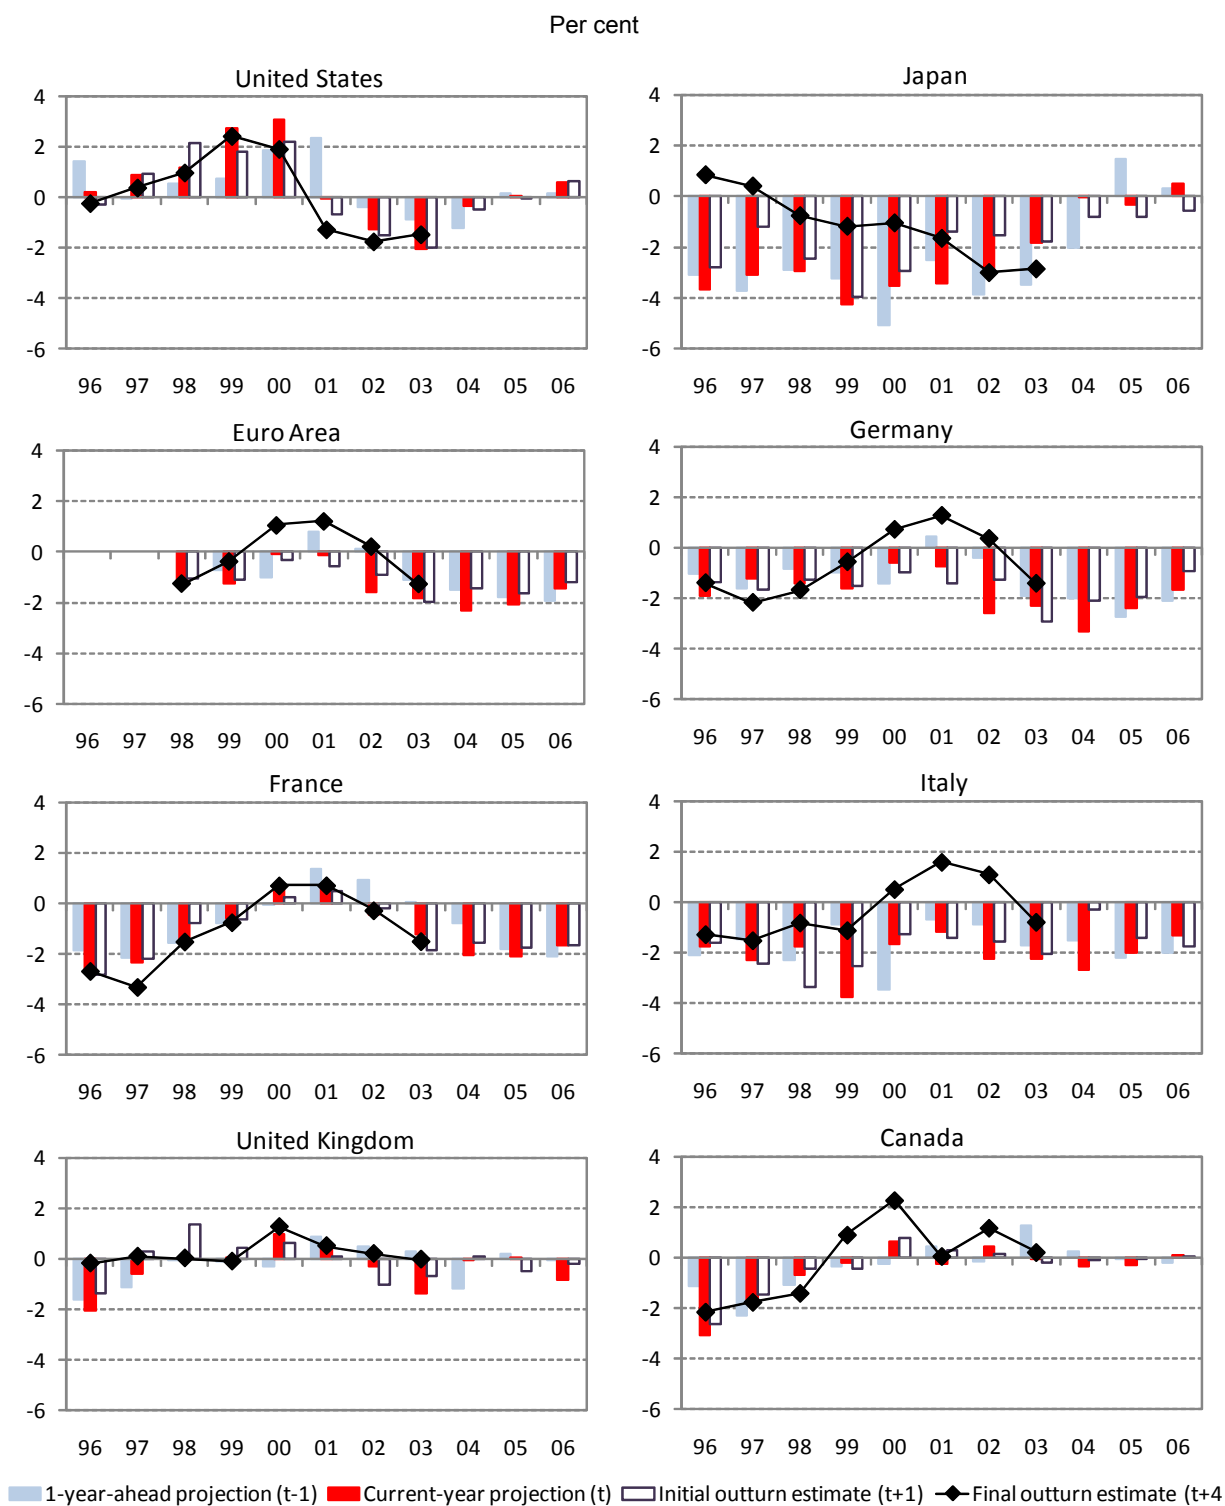 Per cent
United States
4
2
0
-2
-4
-6
96 97 98 99 00 01 02 03 04 05 06
Japan
4
2
0
-2
-4
-6
96 97 98 99 00 01 02 03 04 05 06
Euro Area
4
2
0
-2
-4
-6
96 97 98 99 00 01 02 03 04 05 06
Germany
4
2
0
-2
-4
-6
96 97 98 99 00 01 02 03 04 05 06
France
4
2
0
-2
-4
-6
96 97 98 99 00 01 02 03 04 05 06
Italy
4
2
0
-2
-4
-6
96 97 98 99 00 01 02 03 04 05 06
United Kingdom
4
2
0
-2
-4
-6
96 97 98 99 00 01 02 03 04 05 06
Canada
4
2
0
-2
-4
-6
96 97 98 99 00 01 02 03 04 05 06
1-year-ahead projection (t-1) Current-year projection (t) Initial outturn estimate (t+1) Final outturn estimate (t+4